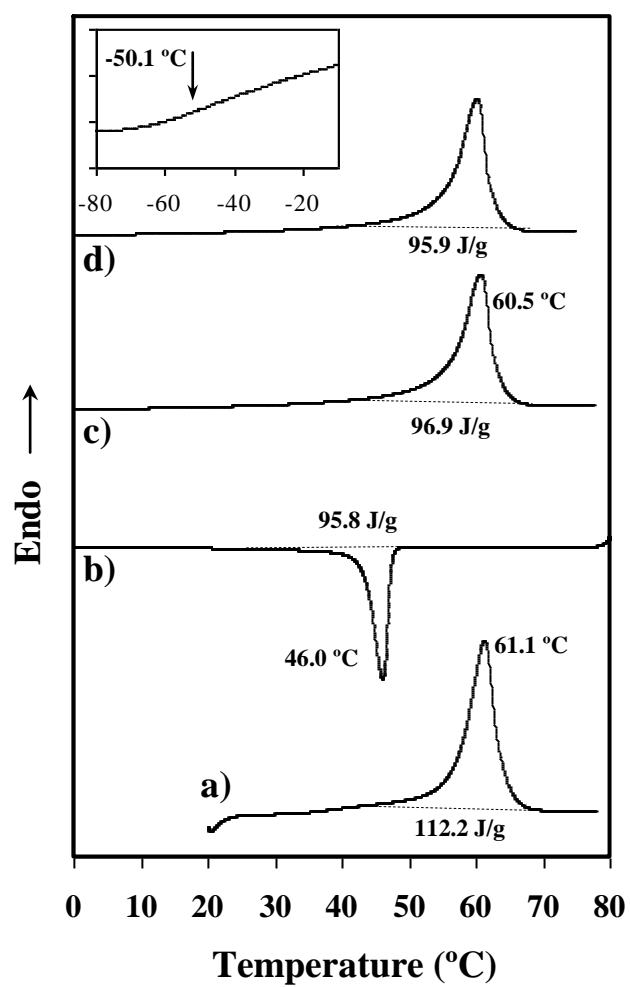 -50.1 ºC
-80 -60 -40 -20
95.9 J/g
d)
60.5 ºC
96.9 J/g
c)
Endo
95.8 J/g
b)
46.0 ºC
61.1 ºC
a)
112.2 J/g
0 10 20 30 40 50 60 70 80
Temperature (ºC)